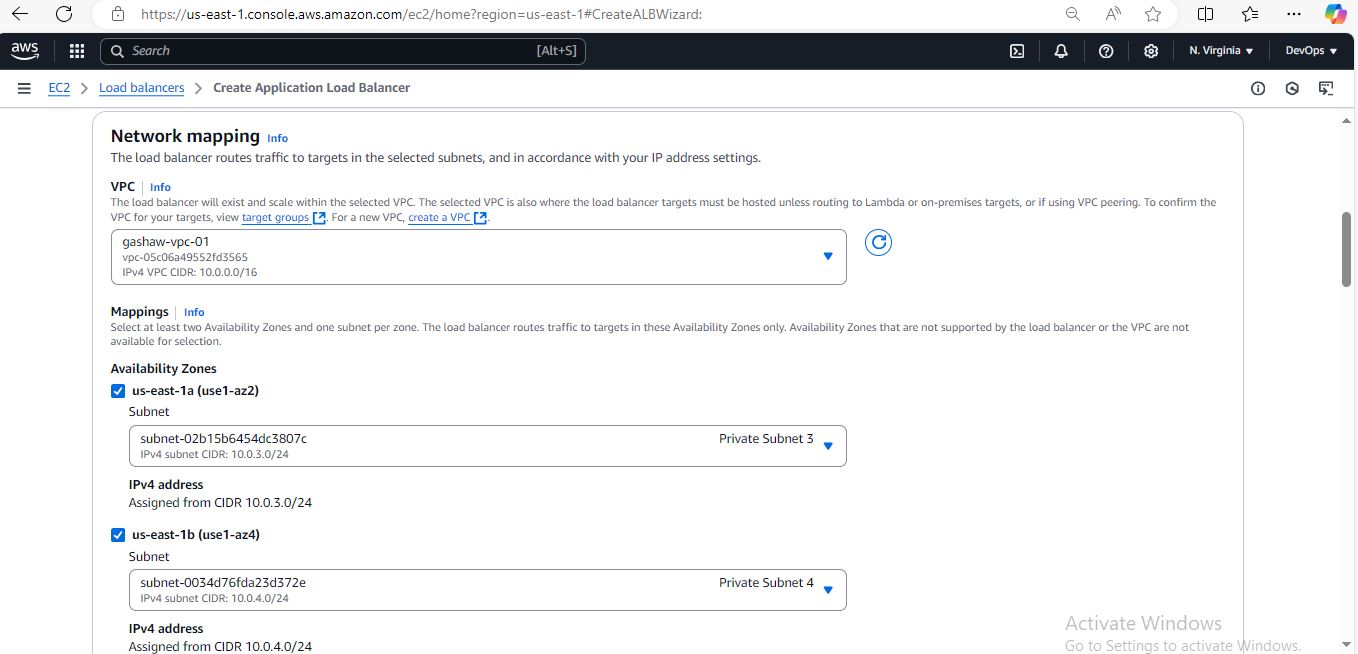 https://us-east-1.console.aws.amazon.com/ec2/home?region=us-east-1#CreateALBWizard:
aws
Search [Alt+S]
N. Virginia
DevOps
EC2 > Load balancers > Create Application Load Balancer
Network mapping Info
The load balancer routes traffic to targets in the selected subnets, and in accordance with your IP address settings.
VPC | Info
The load balancer will exist and scale within the selected VPC. The selected VPC is also where the load balancer targets must be hosted unless routing to Lambda or on-premises targets, or if using VPC peering. To confirm the
VPC for your targets, view target groups. For a new VPC, create a VPC.
gashaw-vpc-01
vpc-05c06a49552fd3565
IPv4 VPC CIDR: 10.0.0.0/16
Mappings | Info
Select at least two Availability Zones and one subnet per zone. The load balancer routes traffic to targets in these Availability Zones only. Availability Zones that are not supported by the load balancer or the VPC are not
available for selection.
Availability Zones
us-east-1a (use1-az2)
Subnet
subnet-02b15b6454dc3807c Private Subnet 3
IPv4 subnet CIDR: 10.0.3.0/24
IPv4 address
Assigned from CIDR 10.0.3.0/24
us-east-1b (use1-az4)
Subnet
subnet-0034d76fda23d372e Private Subnet 4
IPv4 subnet CIDR: 10.0.4.0/24
IPv4 address
Assigned from CIDR 10.0.4.0/24
Activate Windows
Go to Settings to activate Windows.